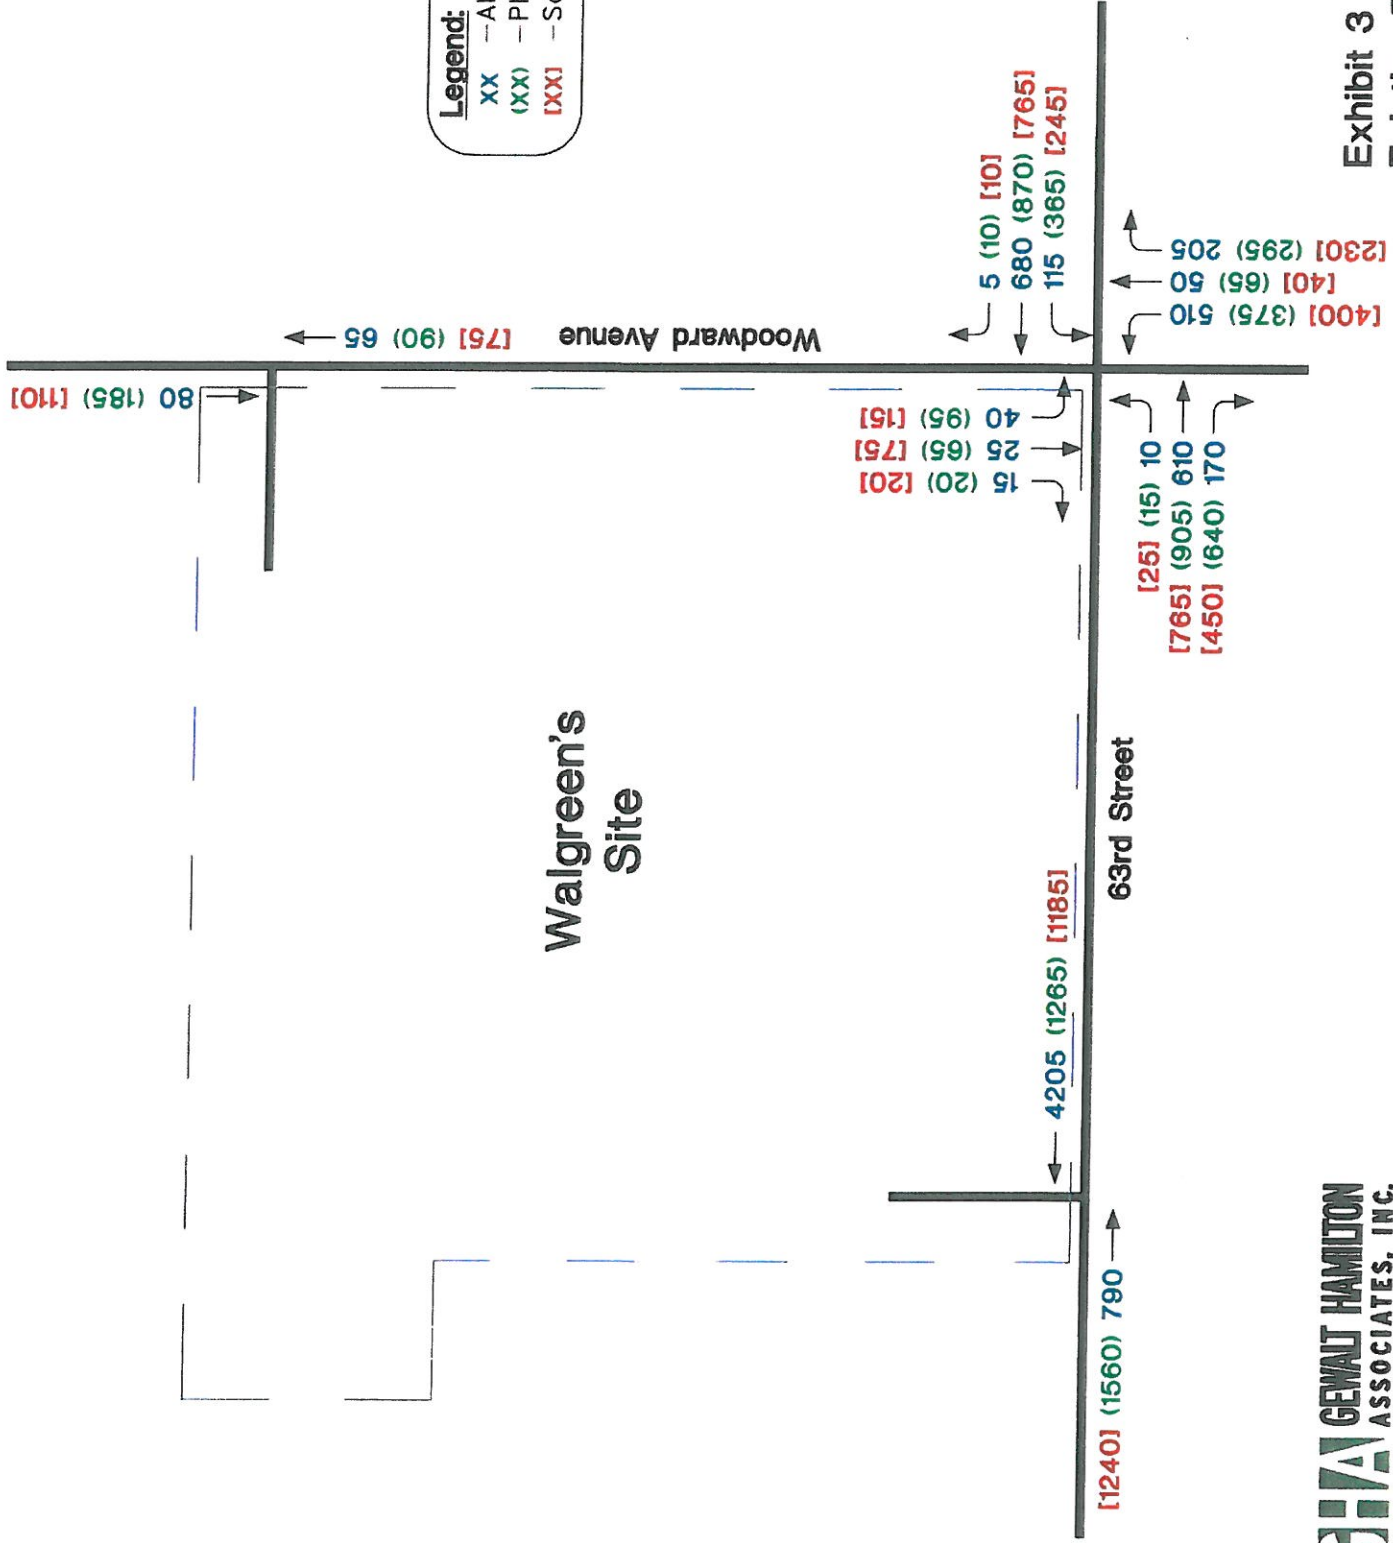 Legend:
XX
(XX)
[XX]
[110] (185) 80
65 (90) [75]
Woodward Avenue
5 (10) [10]
680 (870) [765]
115 (365) [245]
40 (95) [15]
25 (65) [75]
15 (20) [20]
[25] (15) 10
[765] (905) 610
[450] (640) 170
510 (375) [400]
50 (65) [40]
205 (295) [230]
Walgreen's
Site
4205 (1265) [1185]
63rd Street
[1240] (1560) 790
Exhibit 3
GEWALT HAMILTON
ASSOCIATES, INC.